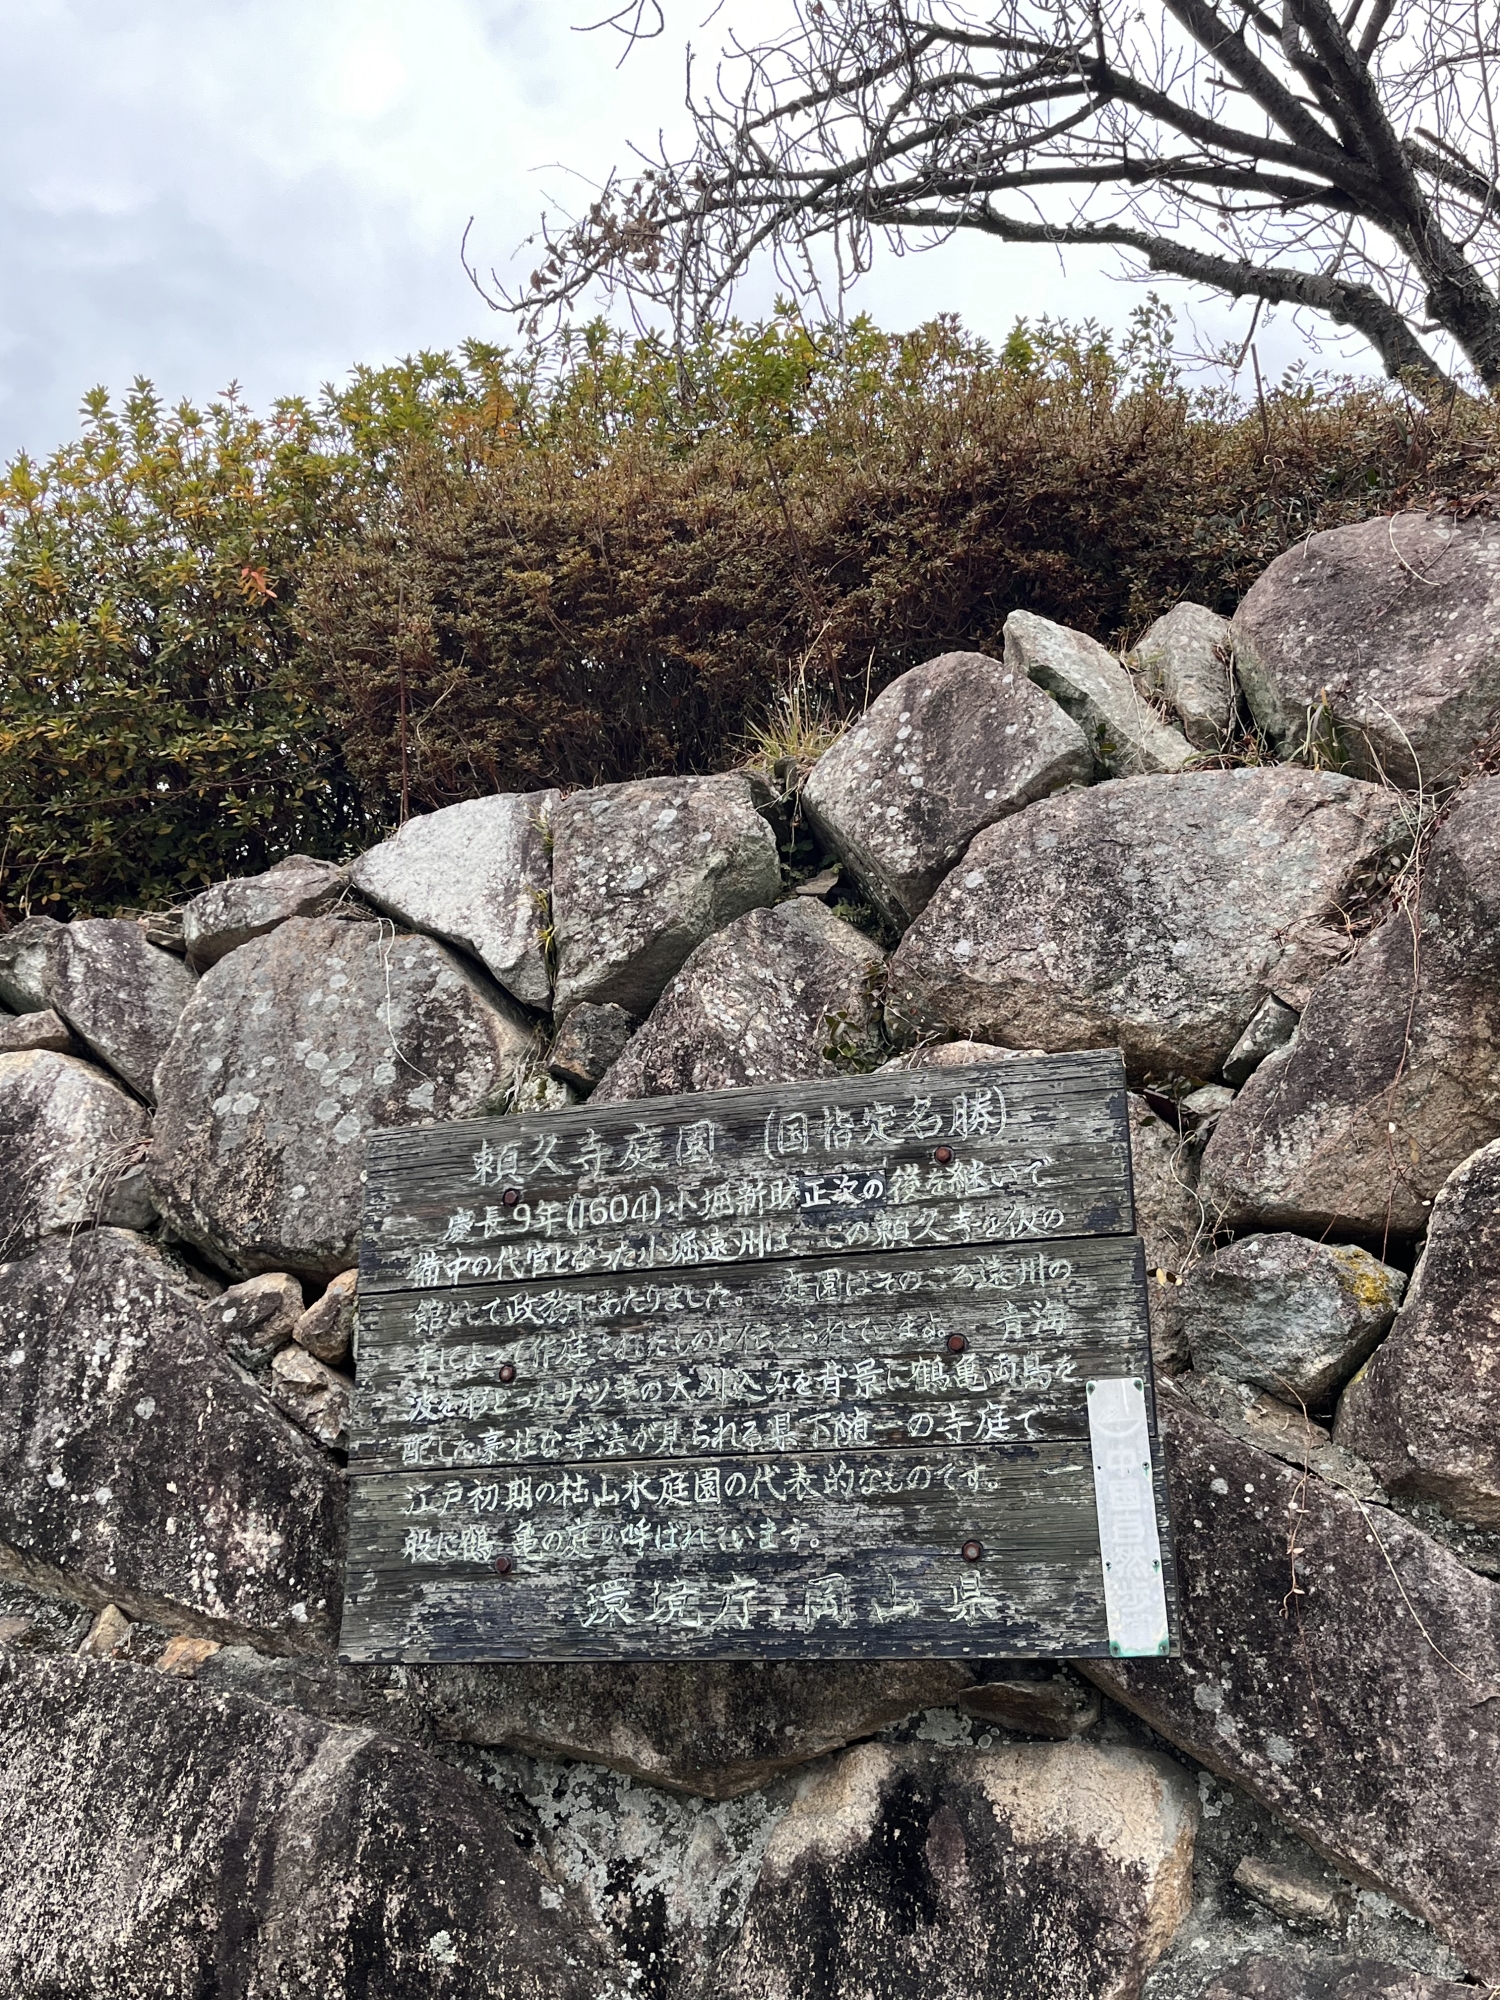 頼久寺庭園 (国指定名勝)
慶長9年(1604)小堀新助正次の後を継いで
備中の代官となった小堀遠州は、この頼久寺を仮の
館として政務にあたりました。庭園はそのころ遠州の
手によって作庭されたものと伝えられています。 青海
波を形どったサツキの大刈込みを背景に鶴亀両島を
配した豪壮な手法が見られる県下随一の寺庭で
江戸初期の枯山水庭園の代表的なものです。 一
般に鶴亀の庭と呼ばれています。
環境庁 岡山県
中国自然歩道